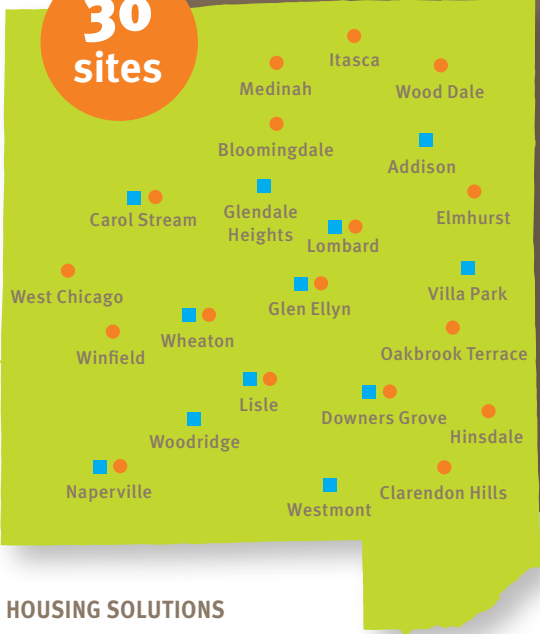 30
sites
Itasca
Medinah
Wood Dale
Bloomingdale
Addison
Carol Stream
Glendale
Heights
Elmhurst
Lombard
West Chicago
Glen Ellyn
Villa Park
Wheaton
Winfield
Oakbrook Terrace
Lisle
Downers Grove
Woodridge
Hinsdale
Naperville
Clarendon Hills
Westmont
HOUSING SOLUTIONS